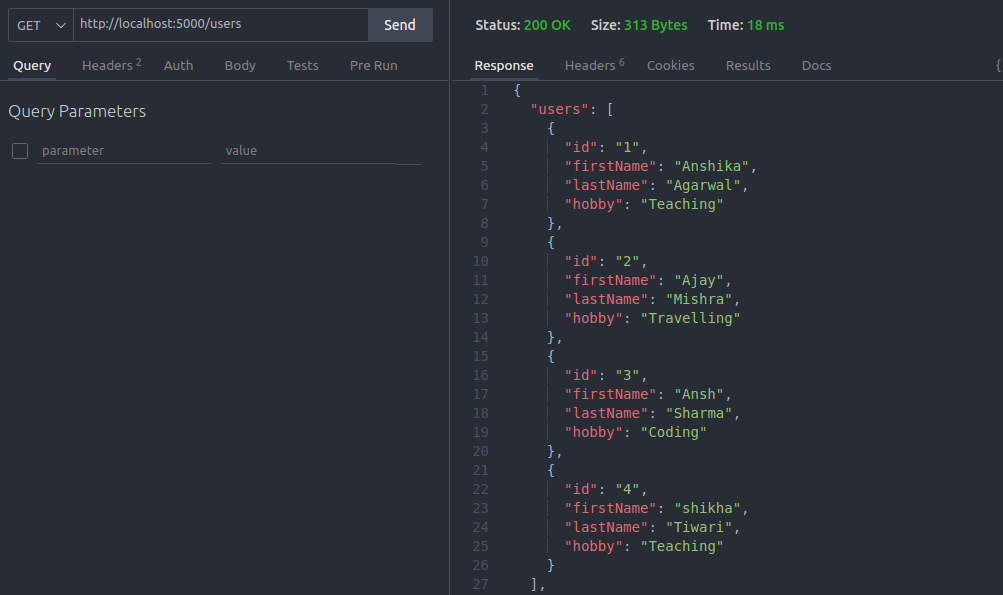 GET http://localhost:5000/users Send
Query Headers 2 Auth Body Tests Pre Run
Query Parameters
parameter value
Status: 200 OK Size: 313 Bytes Time: 18 ms
Response Headers 6 Cookies Results Docs {
1 {
2 "users": [
3 {
4 "id": "1",
5 "firstName": "Anshika",
6 "lastName": "Agarwal",
7 "hobby": "Teaching"
8 },
9 {
10 "id": "2",
11 "firstName": "Ajay",
12 "lastName": "Mishra",
13 "hobby": "Travelling"
14 },
15 {
16 "id": "3",
17 "firstName": "Ansh",
18 "lastName": "Sharma",
19 "hobby": "Coding"
20 },
21 {
22 "id": "4",
23 "firstName": "shikha",
24 "lastName": "Tiwari",
25 "hobby": "Teaching"
26 }
27 ],